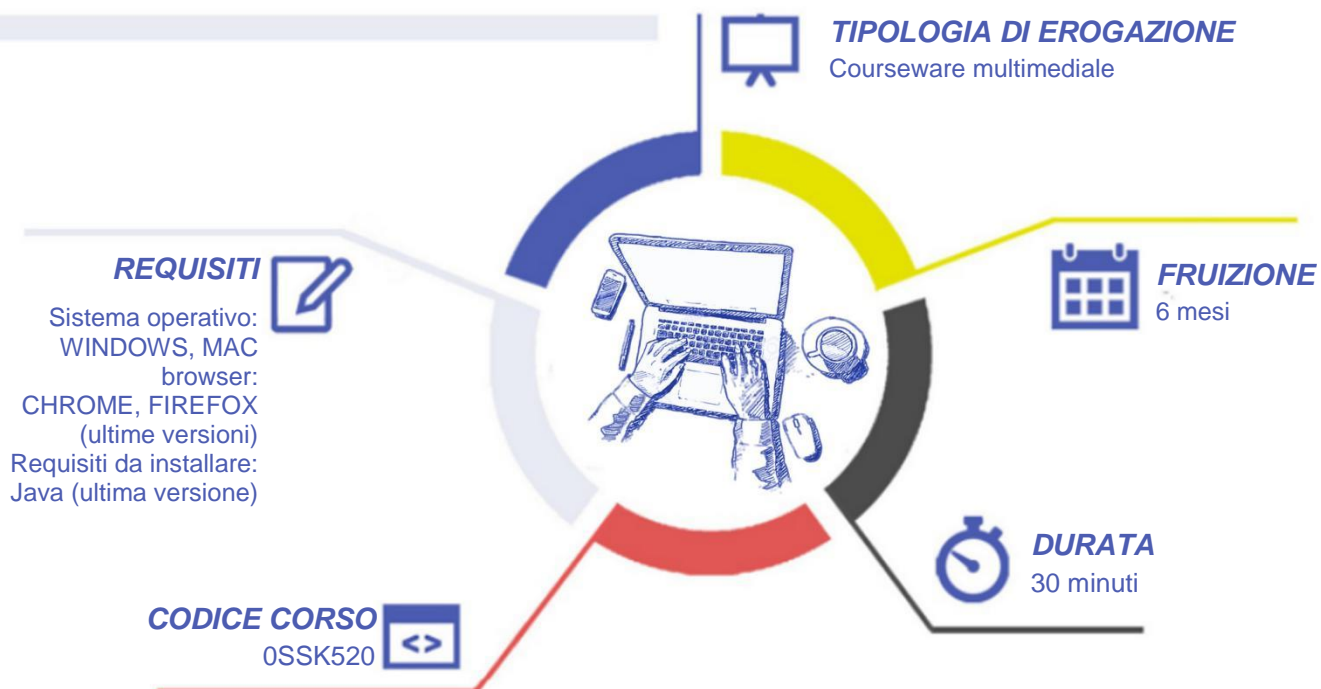 TIPOLOGIA DI EROGAZIONE
Courseware multimediale
REQUISITI
Sistema operativo:
WINDOWS, MAC
browser:
CHROME, FIREFOX
(ultime versioni)
Requisiti da installare:
Java (ultima versione)
FRUIZIONE
6 mesi
DURATA
30 minuti
CODICE CORSO
0SSK520